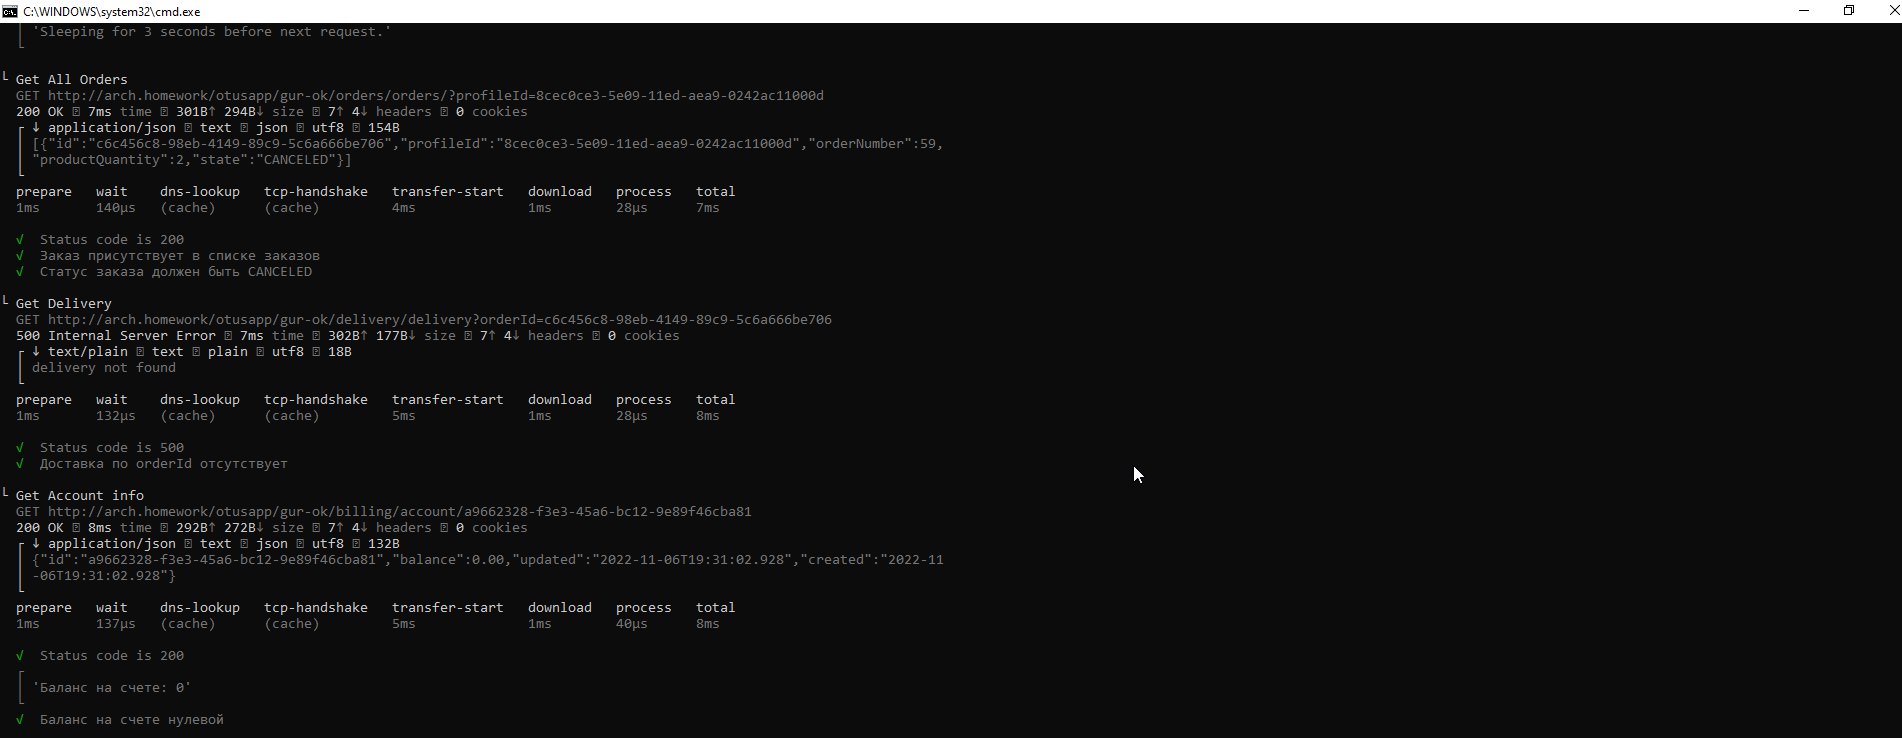 C:\WINDOWS\system32\cmd.exe
'Sleeping for 3 seconds before next request.'
└ Get All Orders
GET http://arch.homework/otusapp/gur-ok/orders/orders/?profileId=8cec0ce3-5e09-11ed-aea9-0242ac11000d
200 OK ⍰ 7ms time ⍰ 301B↑ 294B↓ size ⍰ 7↑ 4↓ headers ⍰ 0 cookies
┌ ↓ application/json ⍰ text ⍰ json ⍰ utf8 ⍰ 154B
│ [{"id":"c6c456c8-98eb-4149-89c9-5c6a666be706","profileId":"8cec0ce3-5e09-11ed-aea9-0242ac11000d","orderNumber":59,
│ "productQuantity":2,"state":"CANCELED"}]
└
prepare wait dns-lookup tcp-handshake transfer-start download process total
1ms 140µs (cache) (cache) 4ms 1ms 28µs 7ms
√ Status code is 200
√ Заказ присутствует в списке заказов
√ Статус заказа должен быть CANCELED
└ Get Delivery
GET http://arch.homework/otusapp/gur-ok/delivery/delivery?orderId=c6c456c8-98eb-4149-89c9-5c6a666be706
500 Internal Server Error ⍰ 7ms time ⍰ 302B↑ 177B↓ size ⍰ 7↑ 4↓ headers ⍰ 0 cookies
┌ ↓ text/plain ⍰ text ⍰ plain ⍰ utf8 ⍰ 18B
│ delivery not found
└
prepare wait dns-lookup tcp-handshake transfer-start download process total
1ms 132µs (cache) (cache) 5ms 1ms 28µs 8ms
√ Status code is 500
√ Доставка по orderId отсутствует
└ Get Account info
GET http://arch.homework/otusapp/gur-ok/billing/account/a9662328-f3e3-45a6-bc12-9e89f46cba81
200 OK ⍰ 8ms time ⍰ 292B↑ 272B↓ size ⍰ 7↑ 4↓ headers ⍰ 0 cookies
┌ ↓ application/json ⍰ text ⍰ json ⍰ utf8 ⍰ 132B
│ {"id":"a9662328-f3e3-45a6-bc12-9e89f46cba81","balance":0.00,"updated":"2022-11-06T19:31:02.928","created":"2022-11
│ -06T19:31:02.928"}
└
prepare wait dns-lookup tcp-handshake transfer-start download process total
1ms 137µs (cache) (cache) 5ms 1ms 40µs 8ms
√ Status code is 200
┌
│ 'Баланс на счете: 0'
└
√ Баланс на счете нулевой